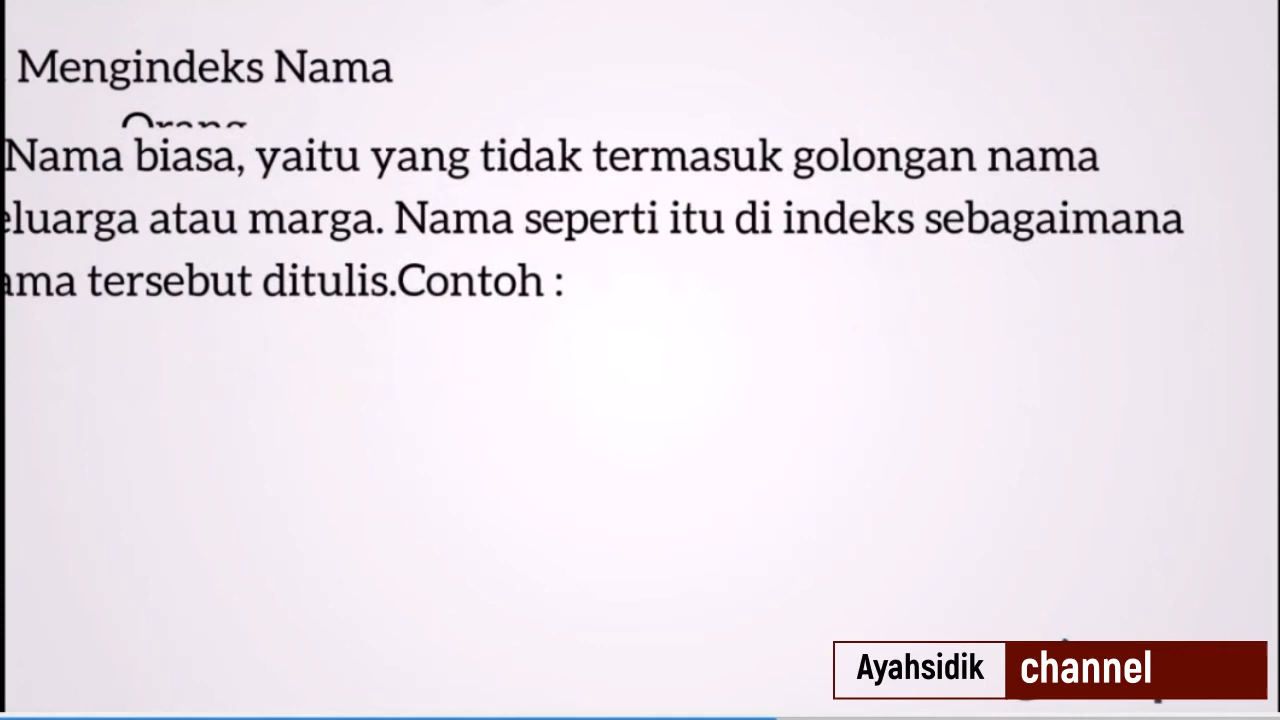 Mengindeks Nama
Orang
Nama biasa, yaitu yang tidak termasuk golongan nama
eluarga atau marga. Nama seperti itu di indeks sebagaimana
ama tersebut ditulis.Contoh :
Ayahsidik channel